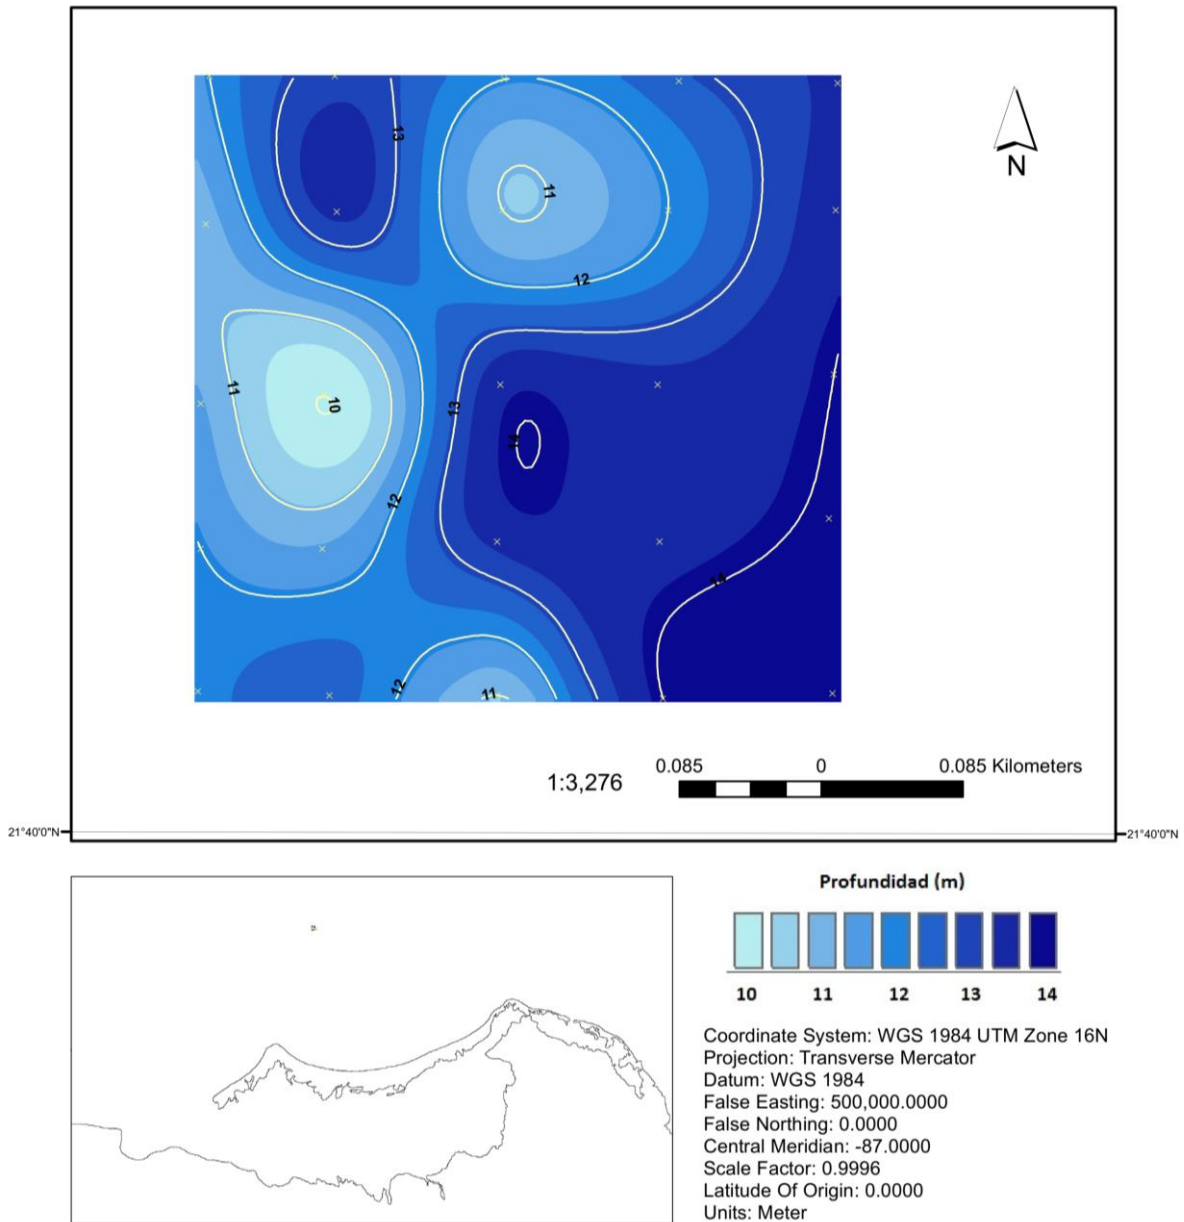 13
11
12
11
10
13
14
12
14
12
11
N
1:3,276
0.085 0 0.085 Kilometers
21°40'0"N
21°40'0"N
Profundidad (m)
10 11 12 13 14
Coordinate System: WGS 1984 UTM Zone 16N
Projection: Transverse Mercator
Datum: WGS 1984
False Easting: 500,000.0000
False Northing: 0.0000
Central Meridian: -87.0000
Scale Factor: 0.9996
Latitude Of Origin: 0.0000
Units: Meter